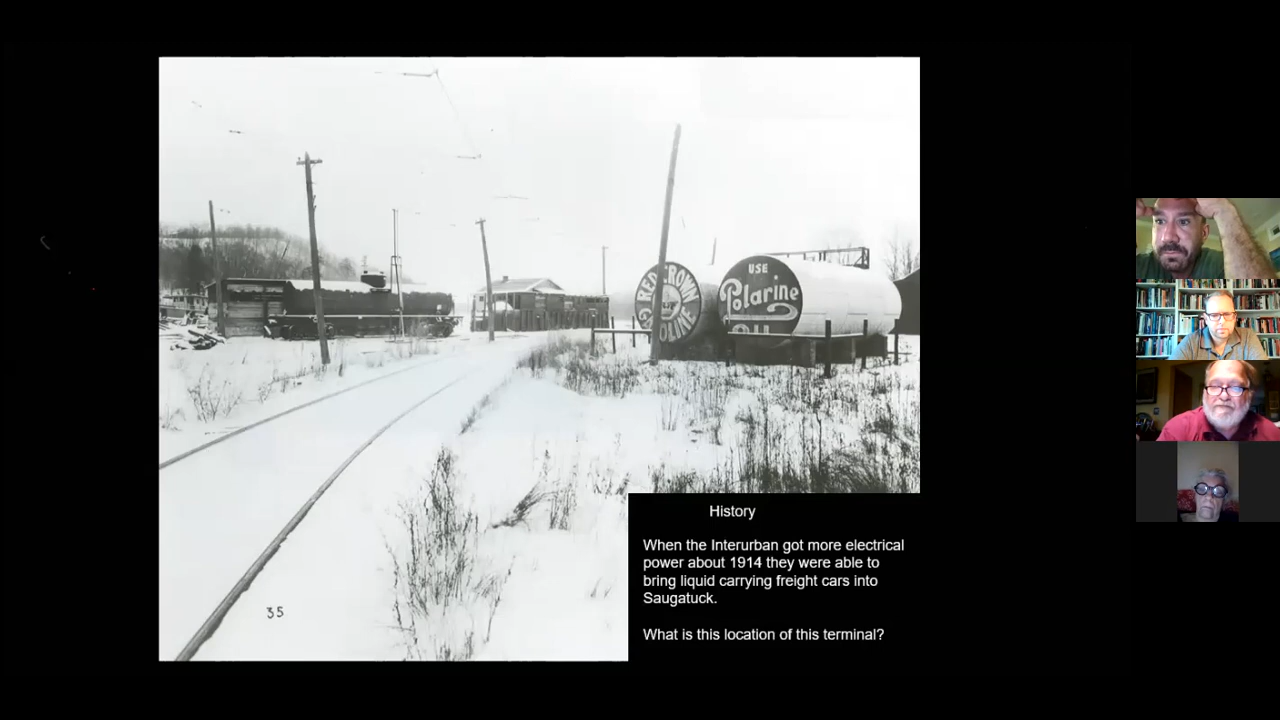 RED CROWN
GASOLINE
USE
Polarine
OIL
35
History
When the Interurban got more electrical
power about 1914 they were able to
bring liquid carrying freight cars into
Saugatuck.
What is this location of this terminal?